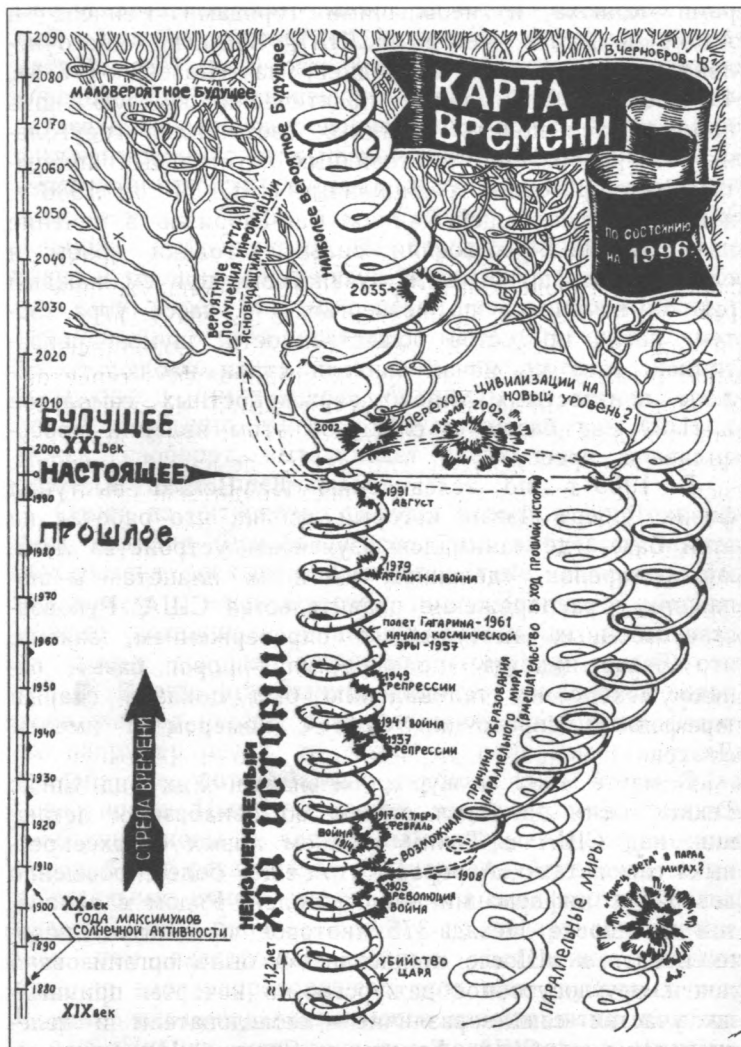 В. Чернобров-
КАРТА
ВРЕМЕНИ
ПО СОСТОЯНИЮ
НА 1996 г.
2090
2080
2070
2060
2050
2040
2030
2020
2010
2000
1990
1980
1970
1960
1950
1940
1930
1920
1910
1900
1890
1880
МАЛОВЕРОЯТНОЕ БУДУЩЕЕ
НАИБОЛЕЕ ВЕРОЯТНОЕ БУДУЩЕЕ
ВЕРОЯТНЫЕ ПУТИ
ПОЛУЧЕНИЯ ИНФОРМАЦИИ
ЯСНОВИДЯЩИМИ
2035
ПЕРЕХОД ЦИВИЛИЗАЦИИ НА
НОВЫЙ УРОВЕНЬ?
2002
БУДУЩЕЕ
XXI век
НАСТОЯЩЕЕ
ПРОШЛОЕ
1991
АВГУСТ
1979
АФГАНСКАЯ ВОЙНА
ПОЛЕТ ГАГАРИНА-1961
НАЧАЛО КОСМИЧЕСКОЙ
ЭРЫ-1957
1949
РЕПРЕССИИ
1941 ВОЙНА
1937
РЕПРЕССИИ
1917 ОКТЯБРЬ
ФЕВРАЛЬ
ВОЙНА
1908
1905
РЕВОЛЮЦИЯ
ВОЙНА
УБИЙСТВО
ЦАРЯ
СТРЕЛА ВРЕМЕНИ
ХОД ИСТОРИИ
≈11,2 лет
XX век
ГОДА МАКСИМУМОВ
СОЛНЕЧНОЙ АКТИВНОСТИ
XIX век
ПРИЧИНА ОБРАЗОВАНИЯ
ПАРАЛЛЕЛЬНОГО МИРА
(ВМЕШАТЕЛЬСТВО В ХОД ПРОШЛОЙ ИСТОРИИ)
ПАРАЛЛЕЛЬНЫЕ МИРЫ
В ПАРАЛ.
МИРАХ?